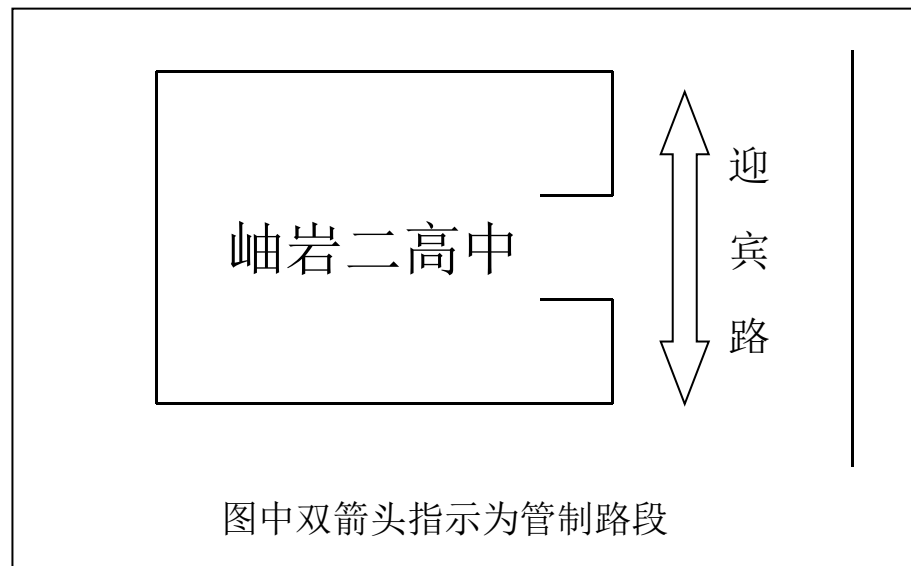 岫岩二高中
迎宾路
图中双箭头指示为管制路段